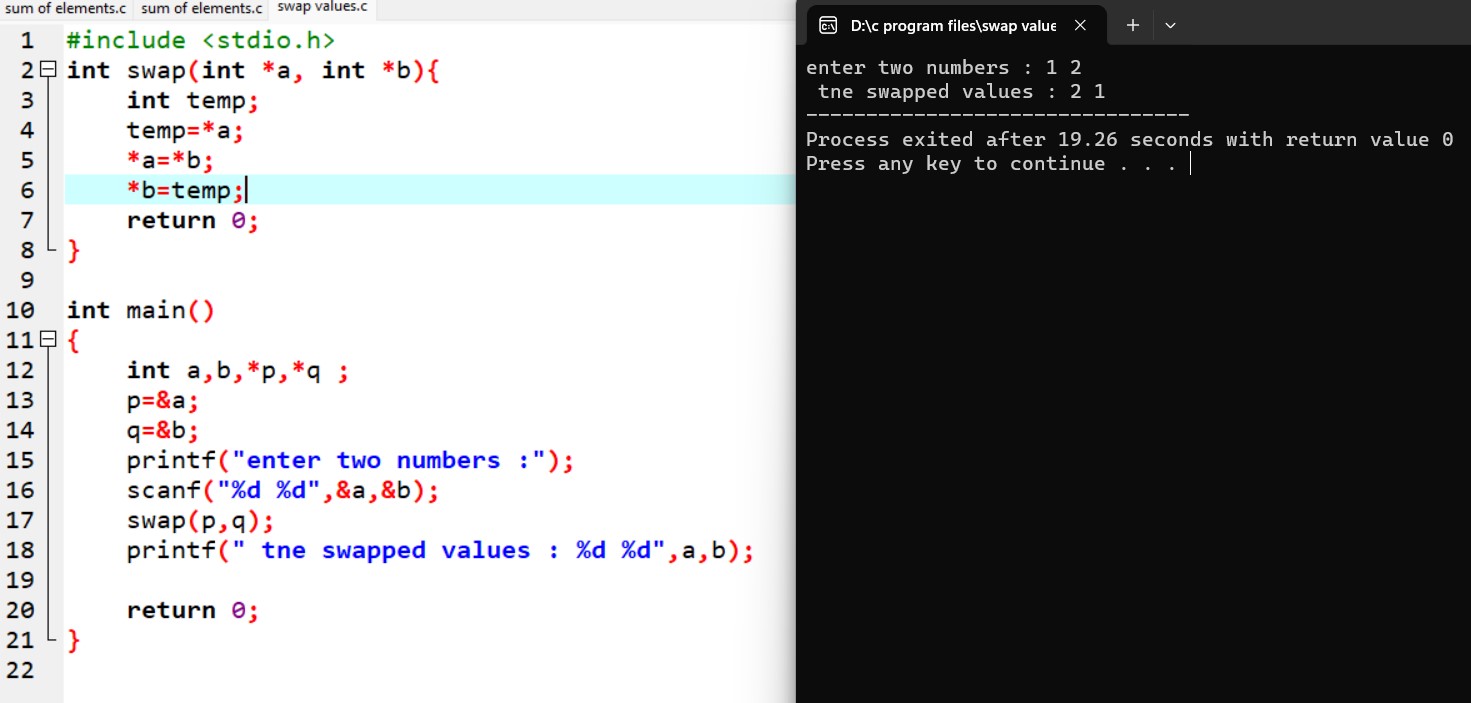 sum of elements.c sum of elements.c swap values.c
1 #include <stdio.h>
2 int swap(int *a, int *b){
3 int temp;
4 temp=*a;
5 *a=*b;
6 *b=temp;
7 return 0;
8 }
9
10 int main()
11 {
12 int a,b,*p,*q ;
13 p=&a;
14 q=&b;
15 printf("enter two numbers :");
16 scanf("%d %d",&a,&b);
17 swap(p,q);
18 printf(" tne swapped values : %d %d",a,b);
19
20 return 0;
21 }
22
D:\c program files\swap value
enter two numbers : 1 2
tne swapped values : 2 1
--------------------------------
Process exited after 19.26 seconds with return value 0
Press any key to continue . . .